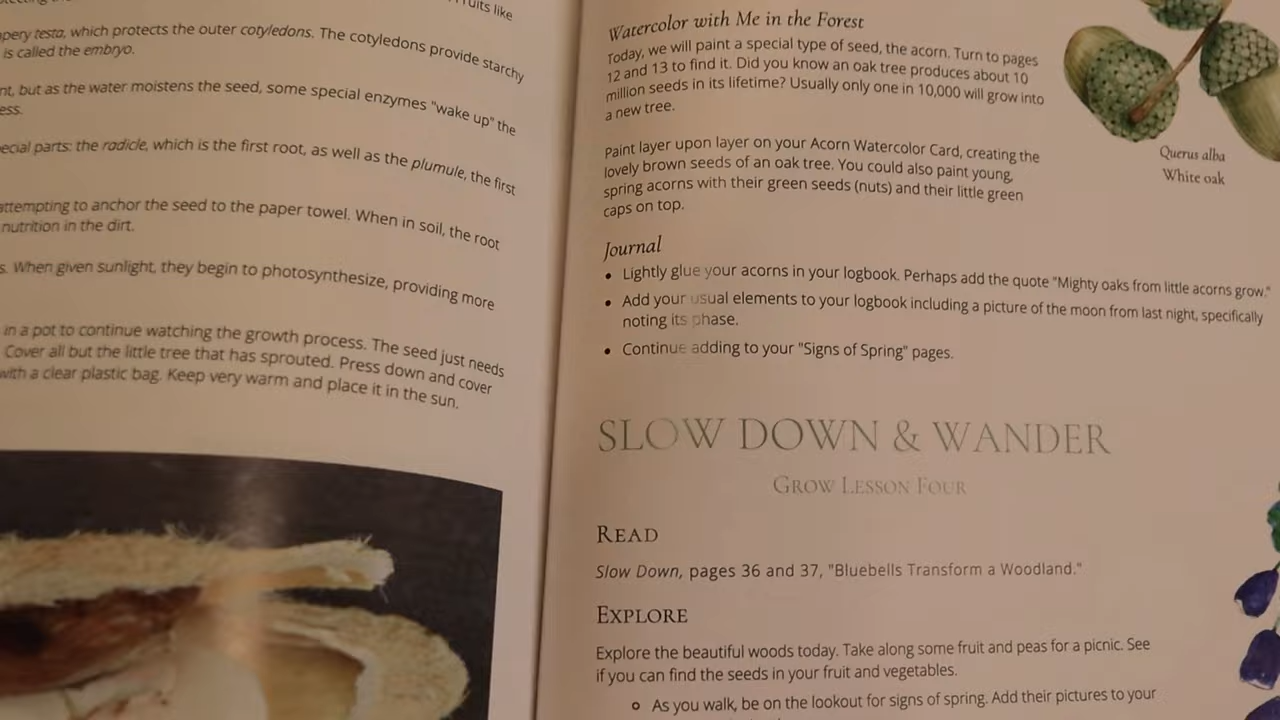 uits like
testa, which protects the outer cotyledons. The cotyledons provide starchy
is called the embryo.
but as the water moistens the seed, some special enzymes "wake up" the
parts: the radicle, which is the first root, as well as the plumule, the first
attempting to anchor the seed to the paper towel. When in soil, the root
nutrition in the dirt.
When given sunlight, they begin to photosynthesize, providing more
in a pot to continue watching the growth process. The seed just needs
Cover all but the little tree that has sprouted. Press down and cover
with a clear plastic bag. Keep very warm and place it in the sun.
Watercolor with Me in the Forest
Today, we will paint a special type of seed, the acorn. Turn to pages
12 and 13 to find it. Did you know an oak tree produces about 10
million seeds in its lifetime? Usually only one in 10,000 will grow into
a new tree.
Paint layer upon layer on your Acorn Watercolor Card, creating the
lovely brown seeds of an oak tree. You could also paint young,
spring acorns with their green seeds (nuts) and their little green
caps on top.
Querus alba
White oak
Journal
• Lightly glue your acorns in your logbook. Perhaps add the quote "Mighty oaks from little acorns grow."
• Add your usual elements to your logbook including a picture of the moon from last night, specifically
noting its phase.
• Continue adding to your "Signs of Spring" pages.
SLOW DOWN & WANDER
GROW LESSON FOUR
READ
Slow Down, pages 36 and 37, "Bluebells Transform a Woodland."
EXPLORE
Explore the beautiful woods today. Take along some fruit and peas for a picnic. See
if you can find the seeds in your fruit and vegetables.
As you walk, be on the lookout for signs of spring. Add their pictures to your